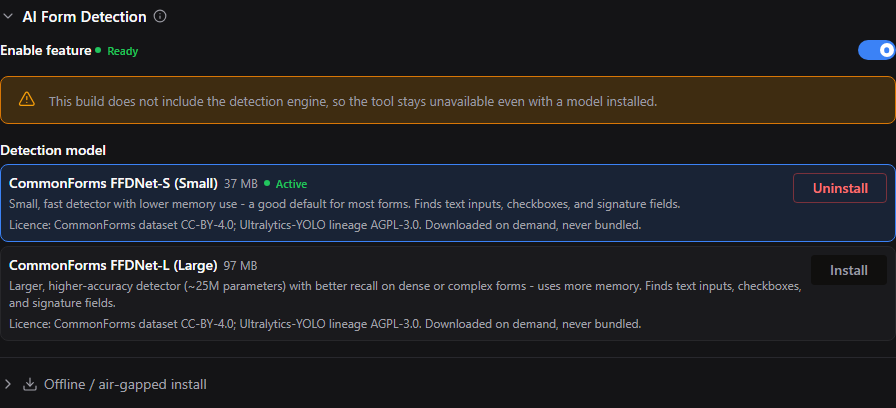 AI Form Detection
Enable feature Ready
This build does not include the detection engine, so the tool stays unavailable even with a model installed.
Detection model
CommonForms FFDNet-S (Small) 37 MB Active
Uninstall
Small, fast detector with lower memory use - a good default for most forms. Finds text inputs, checkboxes, and signature fields.
Licence: CommonForms dataset CC-BY-4.0; Ultralytics-YOLO lineage AGPL-3.0. Downloaded on demand, never bundled.
CommonForms FFDNet-L (Large) 97 MB
Install
Larger, higher-accuracy detector (~25M parameters) with better recall on dense or complex forms - uses more memory. Finds text inputs, checkboxes,
and signature fields.
Licence: CommonForms dataset CC-BY-4.0; Ultralytics-YOLO lineage AGPL-3.0. Downloaded on demand, never bundled.
Offline / air-gapped install